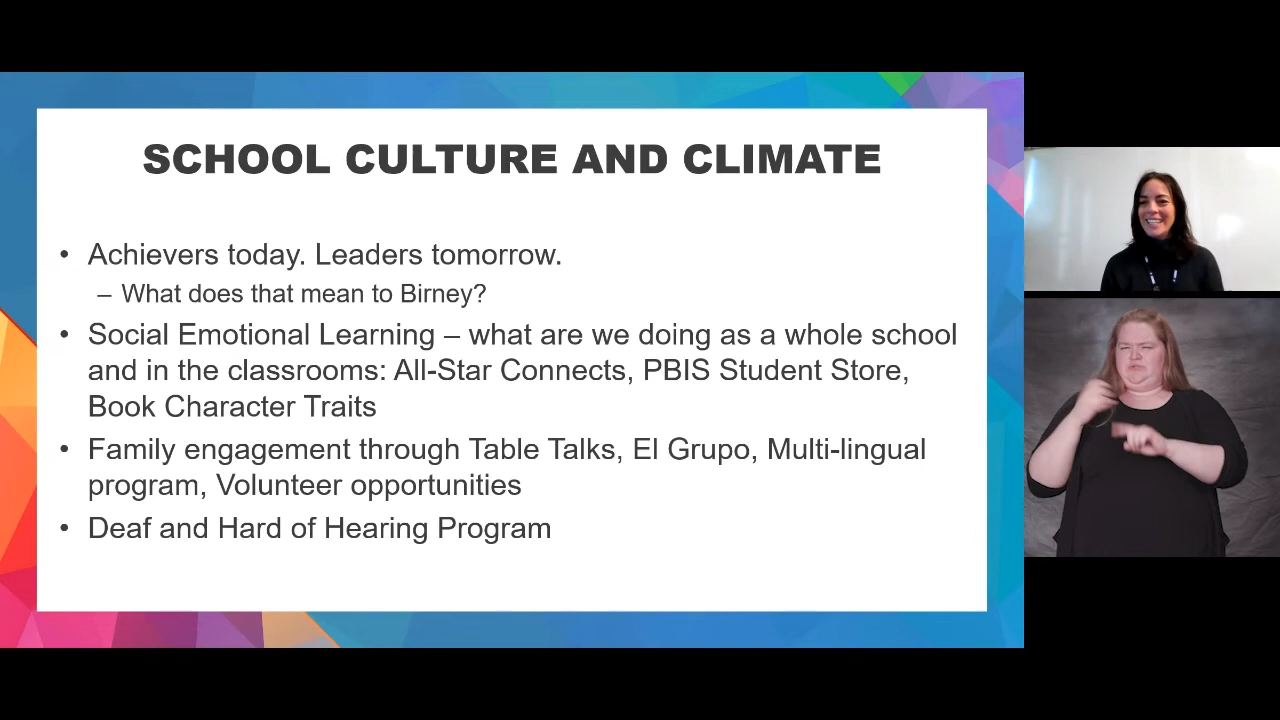 SCHOOL CULTURE AND CLIMATE
• Achievers today. Leaders tomorrow.
– What does that mean to Birney?
• Social Emotional Learning – what are we doing as a whole school
and in the classrooms: All-Star Connects, PBIS Student Store,
Book Character Traits
• Family engagement through Table Talks, El Grupo, Multi-lingual
program, Volunteer opportunities
• Deaf and Hard of Hearing Program